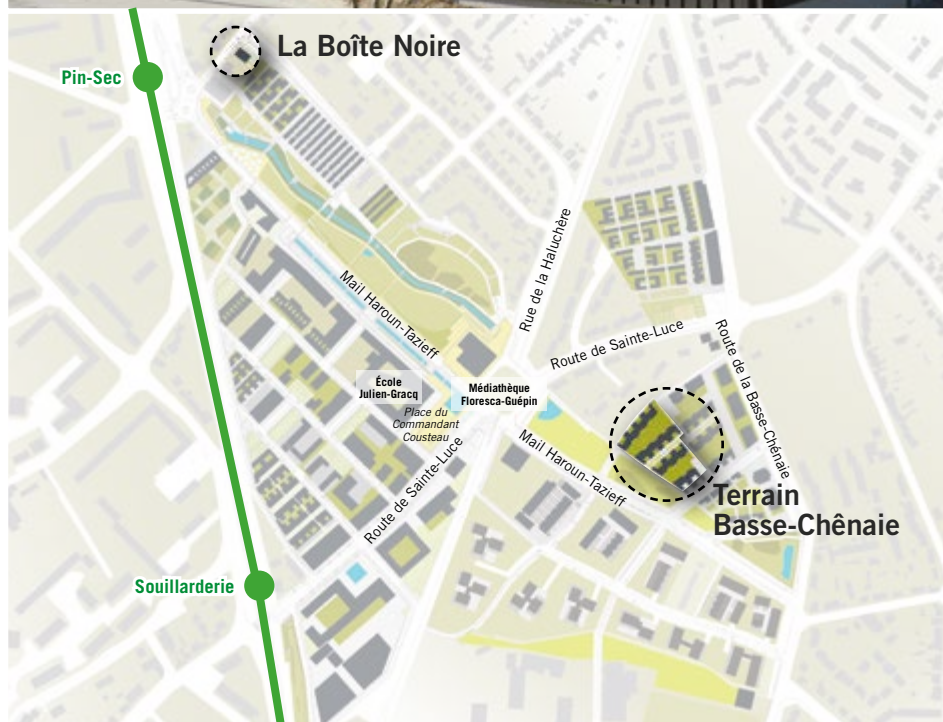 La Boîte Noire
Pin-Sec
Rue de la Haluchère
Mail Haroun-Tazieff
Route de Sainte-Luce
Route de la Basse-Chênaie
École
Julien-Gracq
Médiathèque
Floresca-Guépin
Place du
Commandant
Cousteau
Route de Sainte-Luce
Mail Haroun-Tazieff
Terrain
Basse-Chênaie
Souillarderie